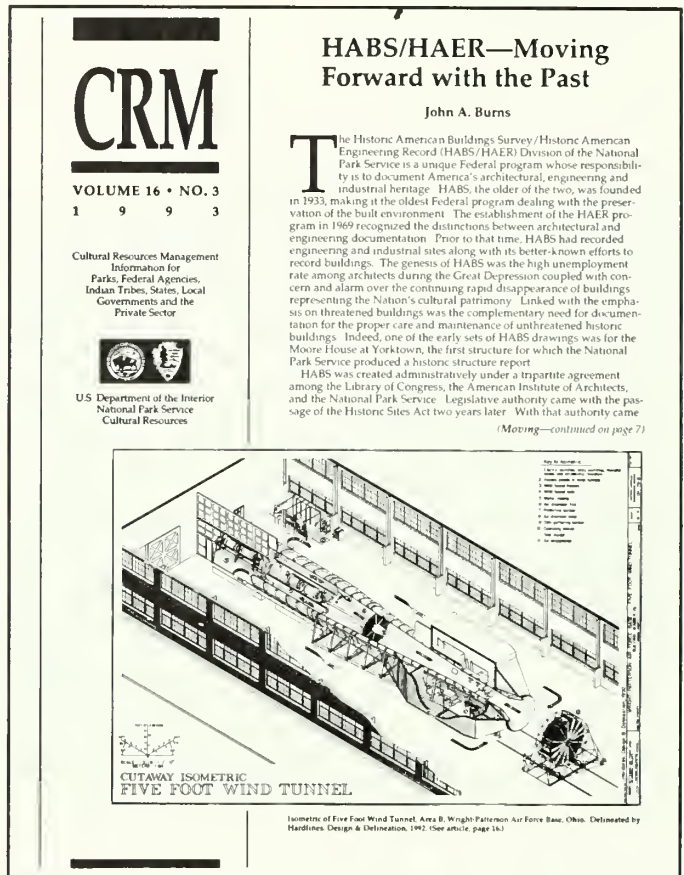 CRM
VOLUME 16 • NO. 3
1 9 9 3
Cultural Resources Management
Information for
Parks, Federal Agencies,
Indian Tribes, States, Local
Governments and the
Private Sector
U.S. Department of the Interior
National Park Service
Cultural Resources
HABS/HAER—Moving
Forward with the Past
John A. Burns
The Historic American Buildings Survey/Historic American
Engineering Record (HABS/HAER) Division of the National
Park Service is a unique Federal program whose responsibili-
ty is to document America's architectural, engineering and
industrial heritage HABS, the older of the two, was founded
in 1933, making it the oldest Federal program dealing with the preser-
vation of the built environment The establishment of the HAER pro-
gram in 1969 recognized the distinctions between architectural and
engineering documentation Prior to that time, HABS had recorded
engineering and industrial sites along with its better-known efforts to
record buildings. The genesis of HABS was the high unemployment
rate among architects during the Great Depression coupled with con-
cern and alarm over the continuing rapid disappearance of buildings
representing the Nation's cultural patrimony Linked with the empha-
sis on threatened buildings was the complementary need for documen-
tation for the proper care and maintenance of unthreatened historic
buildings Indeed, one of the early sets of HABS drawings was for the
Moore House at Yorktown, the first structure for which the National
Park Service produced a historic structure report
HABS was created administratively under a tripartite agreement
among the Library of Congress, the American Institute of Architects,
and the National Park Service Legislative authority came with the pas-
sage of the Historic Sites Act two years later With that authority came
(Moving—continued on page 7)
CUTAWAY ISOMETRIC
FIVE FOOT WIND TUNNEL
Isometric of Five Foot Wind Tunnel, Area B, Wright-Patterson Air Force Base, Ohio. Delineated by
Hardlines: Design & Delineation, 1992. (See article, page 16.)